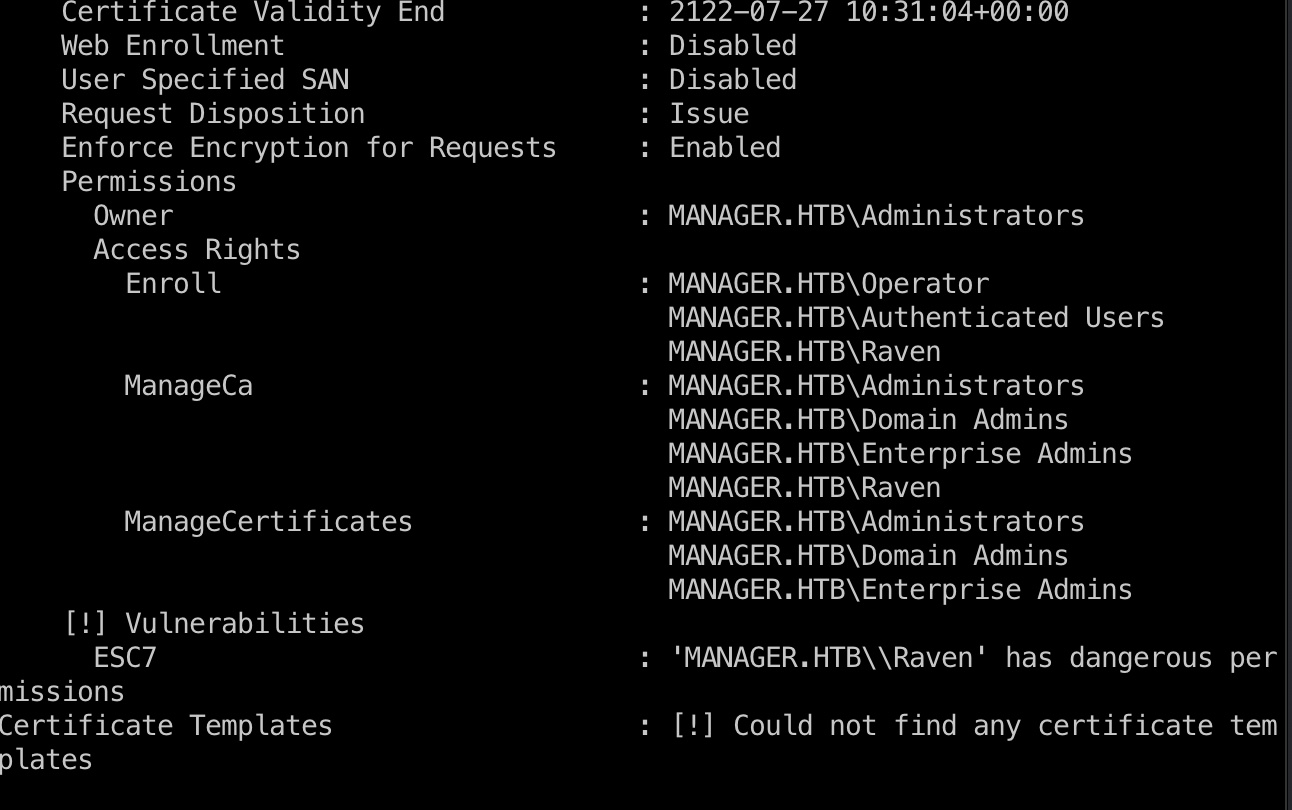 Certificate Validity End : 2122-07-27 10:31:04+00:00
Web Enrollment : Disabled
User Specified SAN : Disabled
Request Disposition : Issue
Enforce Encryption for Requests : Enabled
Permissions
Owner : MANAGER.HTB\Administrators
Access Rights
Enroll : MANAGER.HTB\Operator
MANAGER.HTB\Authenticated Users
MANAGER.HTB\Raven
ManageCa : MANAGER.HTB\Administrators
MANAGER.HTB\Domain Admins
MANAGER.HTB\Enterprise Admins
MANAGER.HTB\Raven
ManageCertificates : MANAGER.HTB\Administrators
MANAGER.HTB\Domain Admins
MANAGER.HTB\Enterprise Admins
[!] Vulnerabilities
ESC7 : 'MANAGER.HTB\\Raven' has dangerous per
missions
Certificate Templates : [!] Could not find any certificate tem
plates